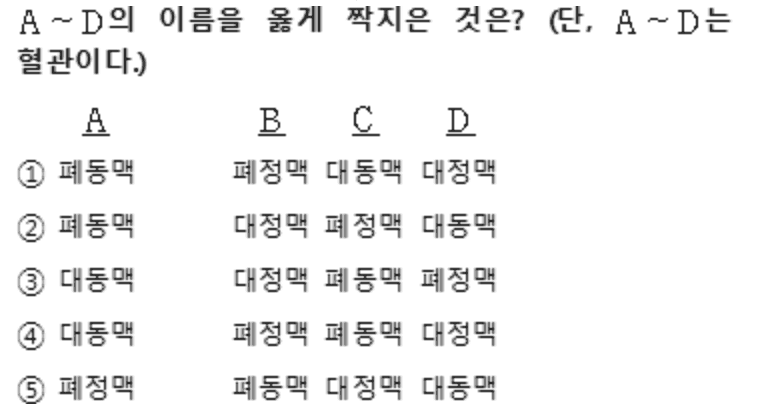 A ~ D의 이름을 옳게 짝지은 것은? (단, A ~ D는
혈관이다.)
A B C D
① 폐동맥 폐정맥 대동맥 대정맥
② 폐동맥 대정맥 폐정맥 대동맥
③ 대동맥 대정맥 폐동맥 폐정맥
④ 대동맥 폐정맥 폐동맥 대정맥
⑤ 폐정맥 폐동맥 대정맥 대동맥